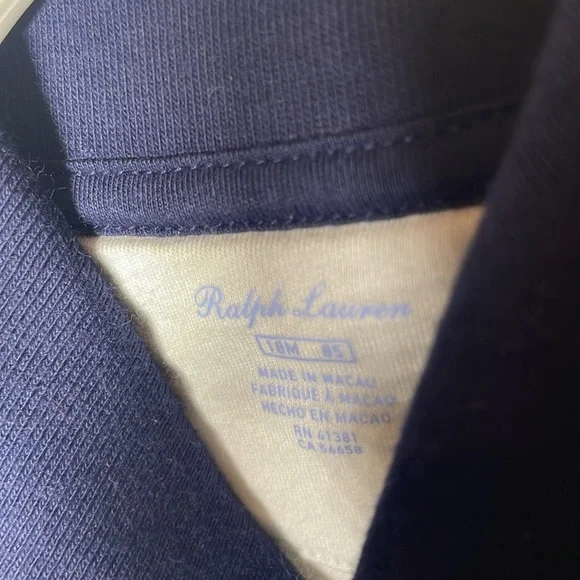 Ralph Lauren
18M 85
MADE IN MACAU
FABRIQUÉ À MACAO
HECHO EN MACAO
RN 41381
CA 56658